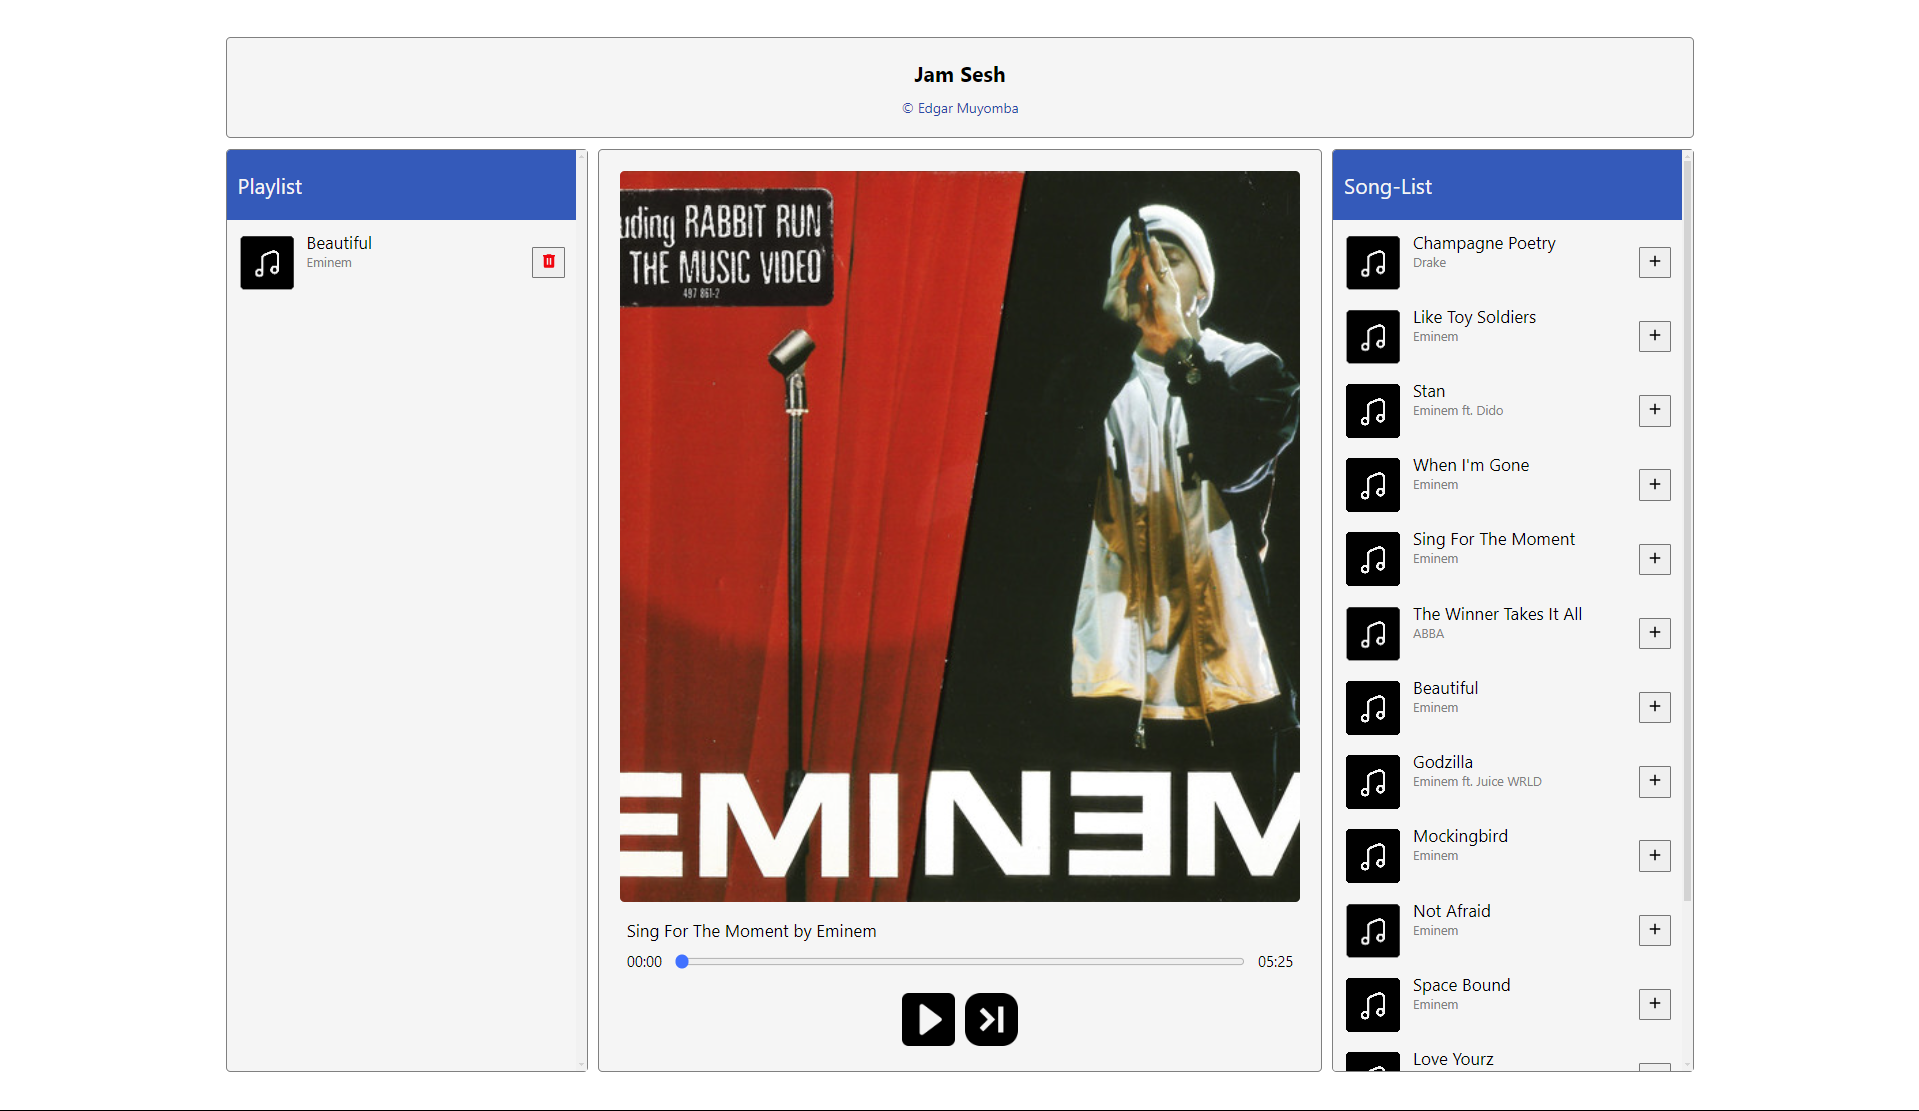 Jam Sesh
© Edgar Muyomba
Playlist
Beautiful
Eminem
uding RABBIT RUN
THE MUSIC VIDEO
497 861-2
EMINEM
Sing For The Moment by Eminem
00:00
05:25
Song-List
Champagne Poetry
Drake
+
Like Toy Soldiers
Eminem
+
Stan
Eminem ft. Dido
+
When I'm Gone
Eminem
+
Sing For The Moment
Eminem
+
The Winner Takes It All
ABBA
+
Beautiful
Eminem
+
Godzilla
Eminem ft. Juice WRLD
+
Mockingbird
Eminem
+
Not Afraid
Eminem
+
Space Bound
Eminem
+
Love Yourz